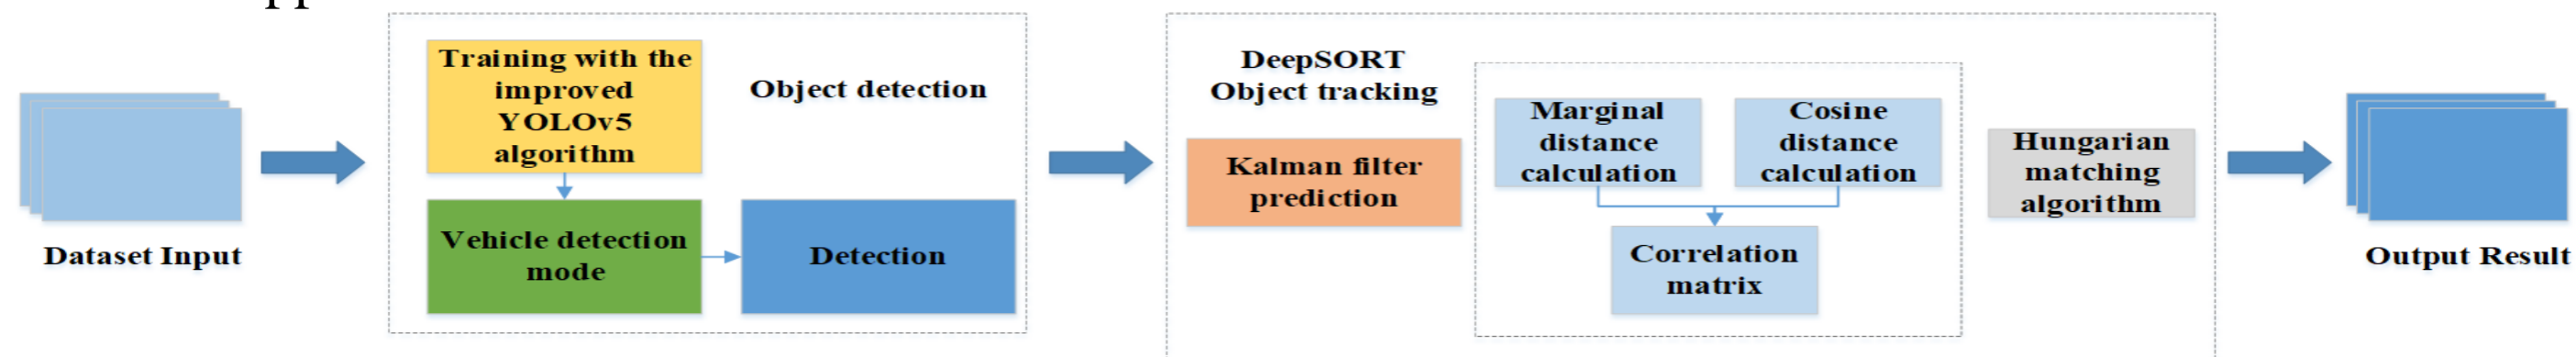 Training with the
improved
YOLOv5
algorithm
Object detection
Vehicle detection
mode
Detection
Dataset Input
DeepSORT
Object tracking
Kalman filter
prediction
Marginal
distance
calculation
Cosine
distance
calculation
Correlation
matrix
Hungarian
matching
algorithm
Output Result